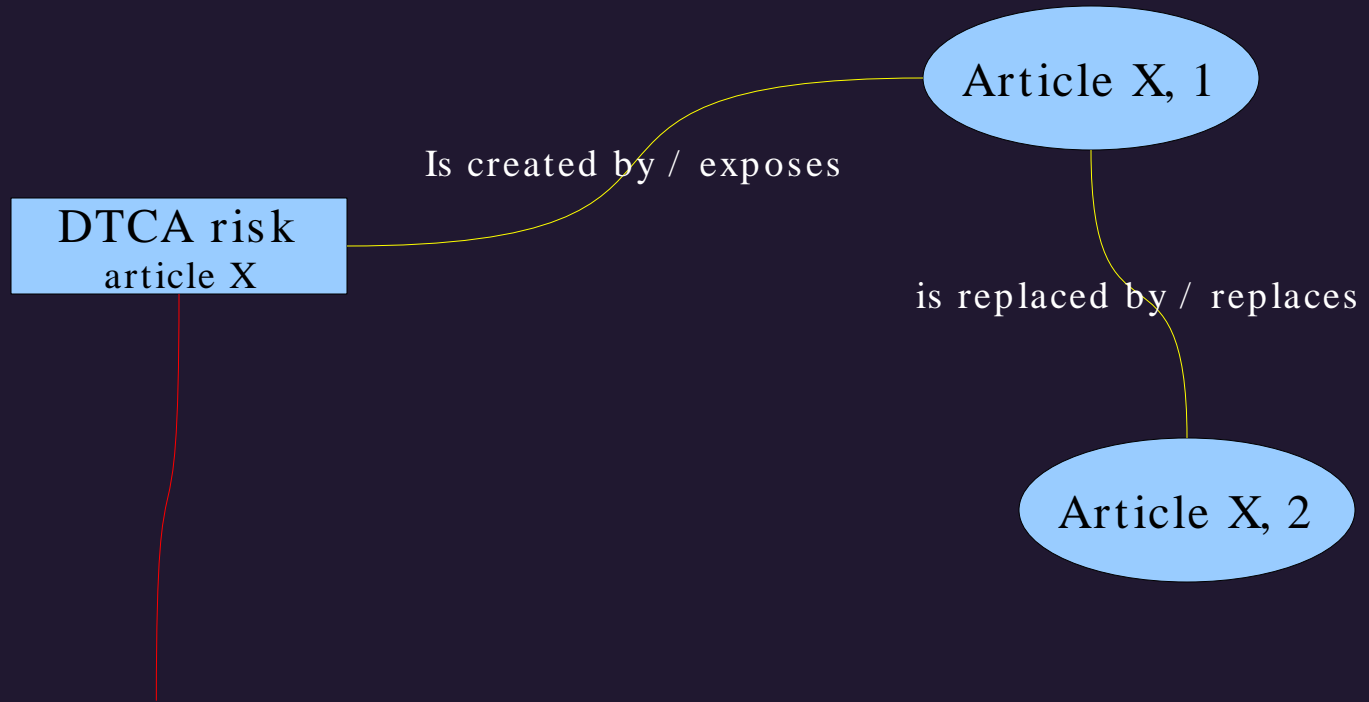 Article X, 1
Is created by / exposes
DTCA risk
article X
is replaced by / replaces
Article X, 2